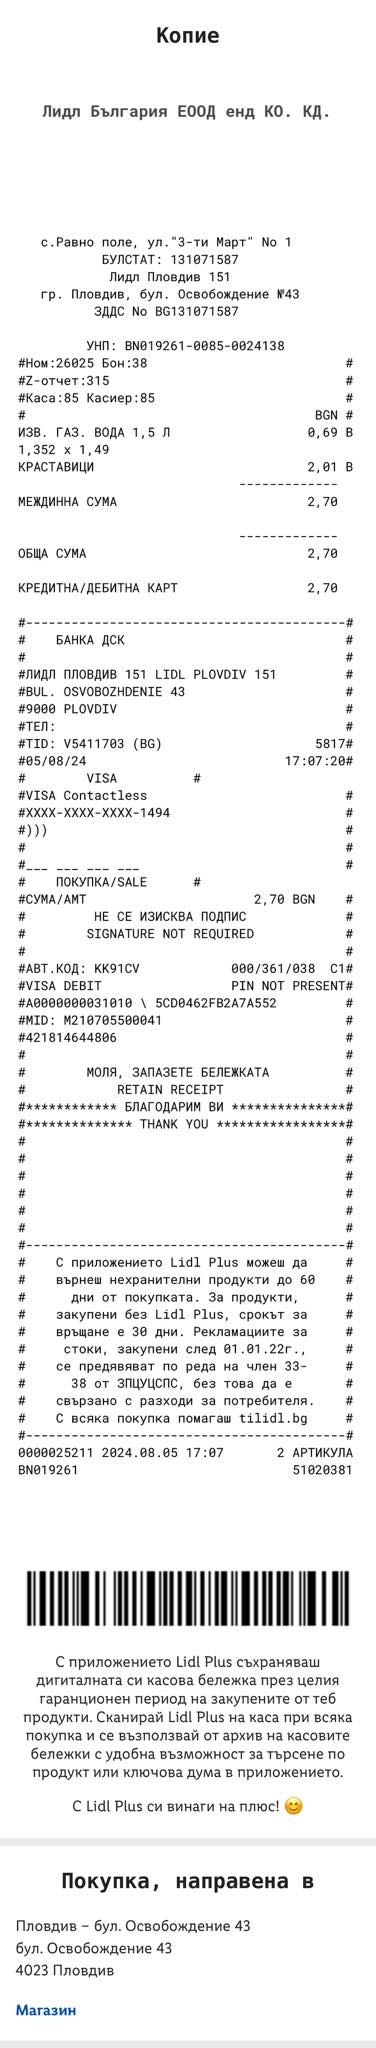 Копие
Лидл България ЕООД енд КО. КД.
с.Равно поле, ул."3-ти Март" No 1
БУЛСТАТ: 131071587
Лидл Пловдив 151
гр. Пловдив, бул. Освобождение №43
ЗДДС No BG131071587
УНП: BN019261-0085-0024138
#Ном:26025 Бон:38 #
#Z-отчет:315 #
#Каса:85 Касиер:85 #
# BGN #
ИЗВ. ГАЗ. ВОДА 1,5 Л 0,69 В
1,352 x 1,49
КРАСТАВИЦИ 2,01 В
-------------
МЕЖДИННА СУМА 2,70
-------------
ОБЩА СУМА 2,70
КРЕДИТНА/ДЕБИТНА КАРТ 2,70
#------------------------------------------#
# БАНКА ДСК #
# #
#ЛИДЛ ПЛОВДИВ 151 LIDL PLOVDIV 151 #
#BUL. OSVOBOZHDENIE 43 #
#9000 PLOVDIV #
#ТЕЛ: #
#TID: V5411703 (BG) 5817#
#05/08/24 17:07:20#
# VISA #
#VISA Contactless #
#XXXX-XXXX-XXXX-1494 #
#))) #
# #
#___ ___ ___ ___ #
# ПОКУПКА/SALE #
#СУМА/AMT 2,70 BGN #
# НЕ СЕ ИЗИСКВА ПОДПИС #
# SIGNATURE NOT REQUIRED #
# #
#АВТ.КОД: KK91CV 000/361/038 C1#
#VISA DEBIT PIN NOT PRESENT#
#A0000000031010 \ 5CD0462FB2A7A552 #
#MID: M210705500041 #
#421814644806 #
# #
# МОЛЯ, ЗАПАЗЕТЕ БЕЛЕЖКАТА #
# RETAIN RECEIPT #
#************ БЛАГОДАРИМ ВИ ***************#
#************** THANK YOU *****************#
# #
# #
# #
# #
# #
# #
#------------------------------------------#
# С приложението Lidl Plus можеш да #
# върнеш нехранителни продукти до 60 #
# дни от покупката. За продукти, #
# закупени без Lidl Plus, срокът за #
# връщане е 30 дни. Рекламациите за #
# стоки, закупени след 01.01.22г., #
# се предявяват по реда на член 33- #
# 38 от ЗПЦУЦСПС, без това да е #
# свързано с разходи за потребителя. #
# С всяка покупка помагаш tilidl.bg #
#------------------------------------------#
0000025211 2024.08.05 17:07 2 АРТИКУЛА
BN019261 51020381
С приложението Lidl Plus съхраняваш
дигиталната си касова бележка през целия
гаранционен период на закупените от теб
продукти. Сканирай Lidl Plus на каса при всяка
покупка и се възползвай от архив на касовите
бележки с удобна възможност за търсене по
продукт или ключова дума в приложението.
С Lidl Plus си винаги на плюс! 😊
Покупка, направена в
Пловдив – бул. Освобождение 43
бул. Освобождение 43
4023 Пловдив
Магазин